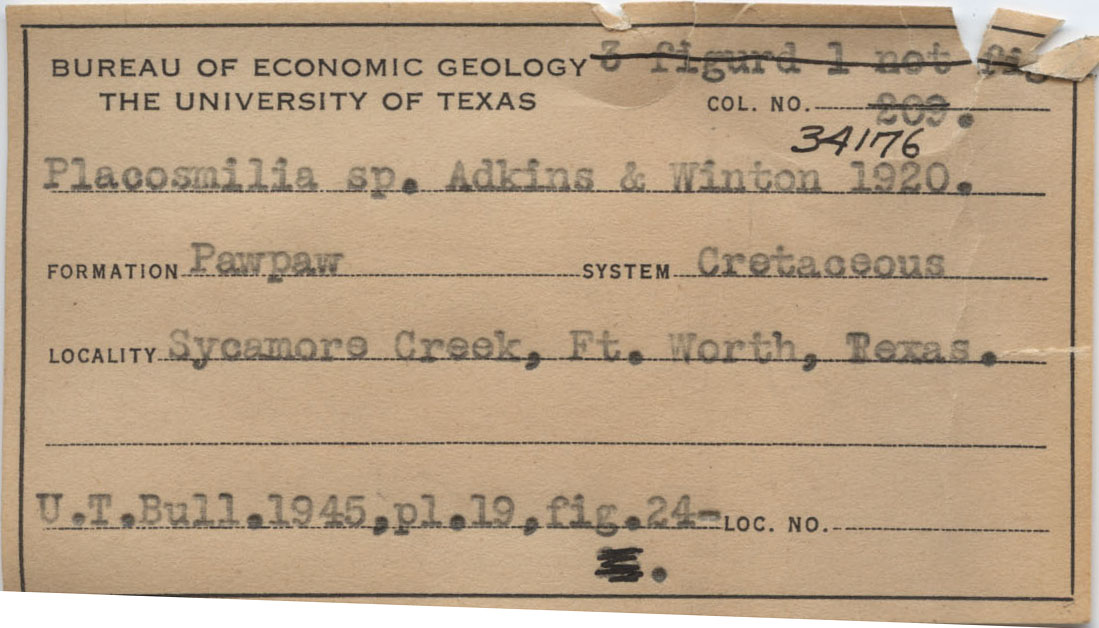 BUREAU OF ECONOMIC GEOLOGY 3 figurd 1 not fig
THE UNIVERSITY OF TEXAS COL. NO. 209.
34176
Placosmilia sp. Adkins & Winton 1920.
FORMATION Pawpaw SYSTEM Cretaceous
LOCALITY Sycamore Creek, Ft. Worth, Texas.
U.T.Bull.1945,pl.19,fig.24- LOC. NO.
.